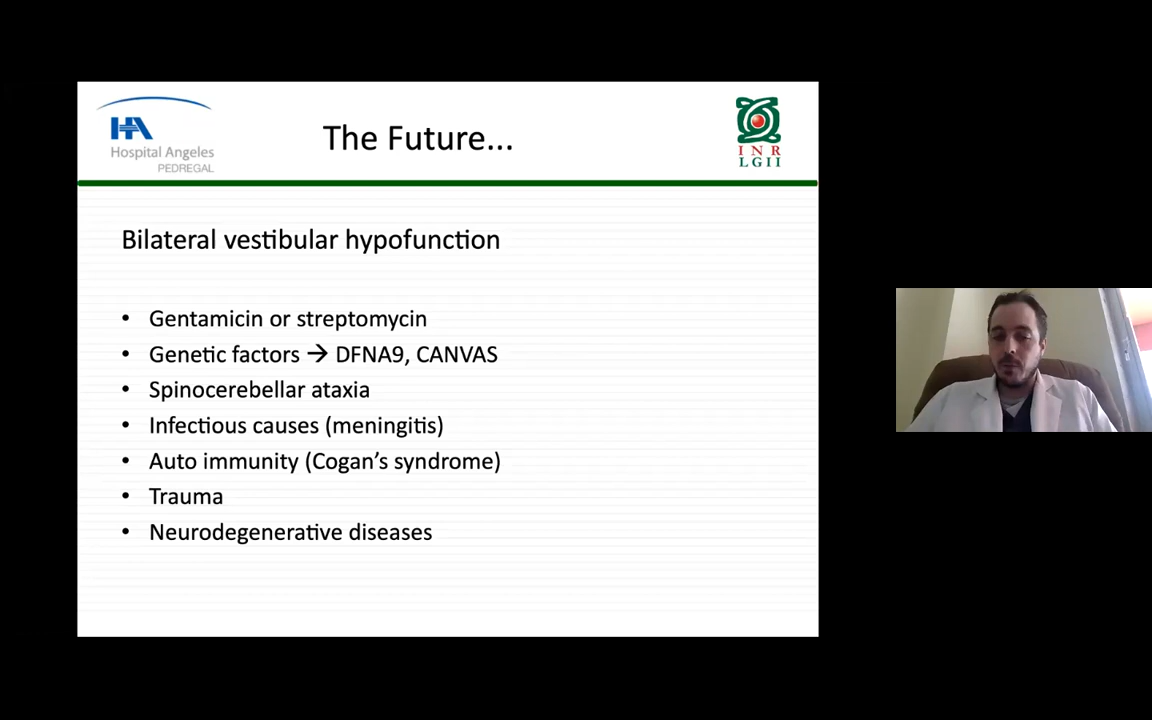 HA
Hospital Angeles
PEDREGAL
The Future...
INR
LGII
Bilateral vestibular hypofunction
• Gentamicin or streptomycin
• Genetic factors → DFNA9, CANVAS
• Spinocerebellar ataxia
• Infectious causes (meningitis)
• Auto immunity (Cogan’s syndrome)
• Trauma
• Neurodegenerative diseases